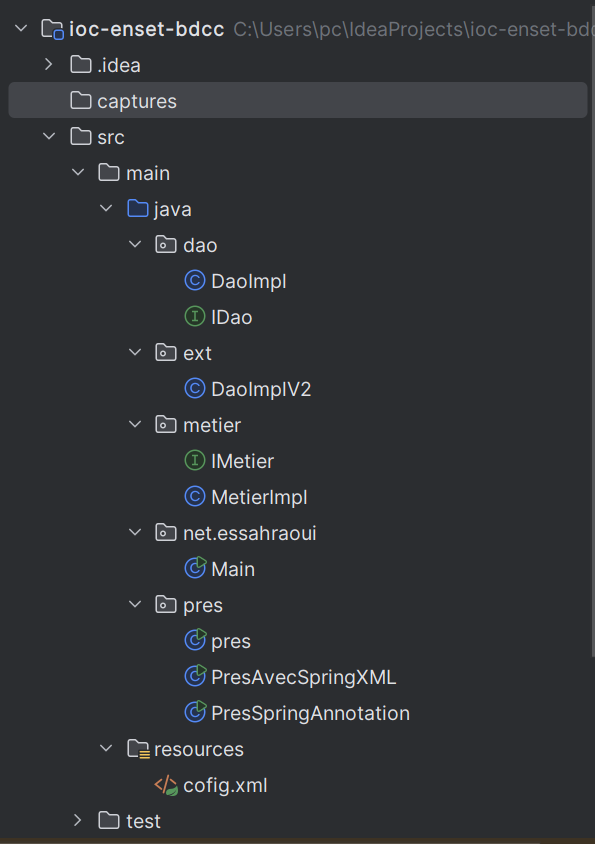 ioc-enset-bdcc C:\Users\pc\IdeaProjects\ioc-enset-bdc
.idea
captures
src
main
java
dao
C DaoImpl
I IDao
ext
C DaoImplV2
metier
I IMetier
C MetierImpl
net.essahraoui
C Main
pres
C pres
C PresAvecSpringXML
C PresSpringAnnotation
resources
cofig.xml
test